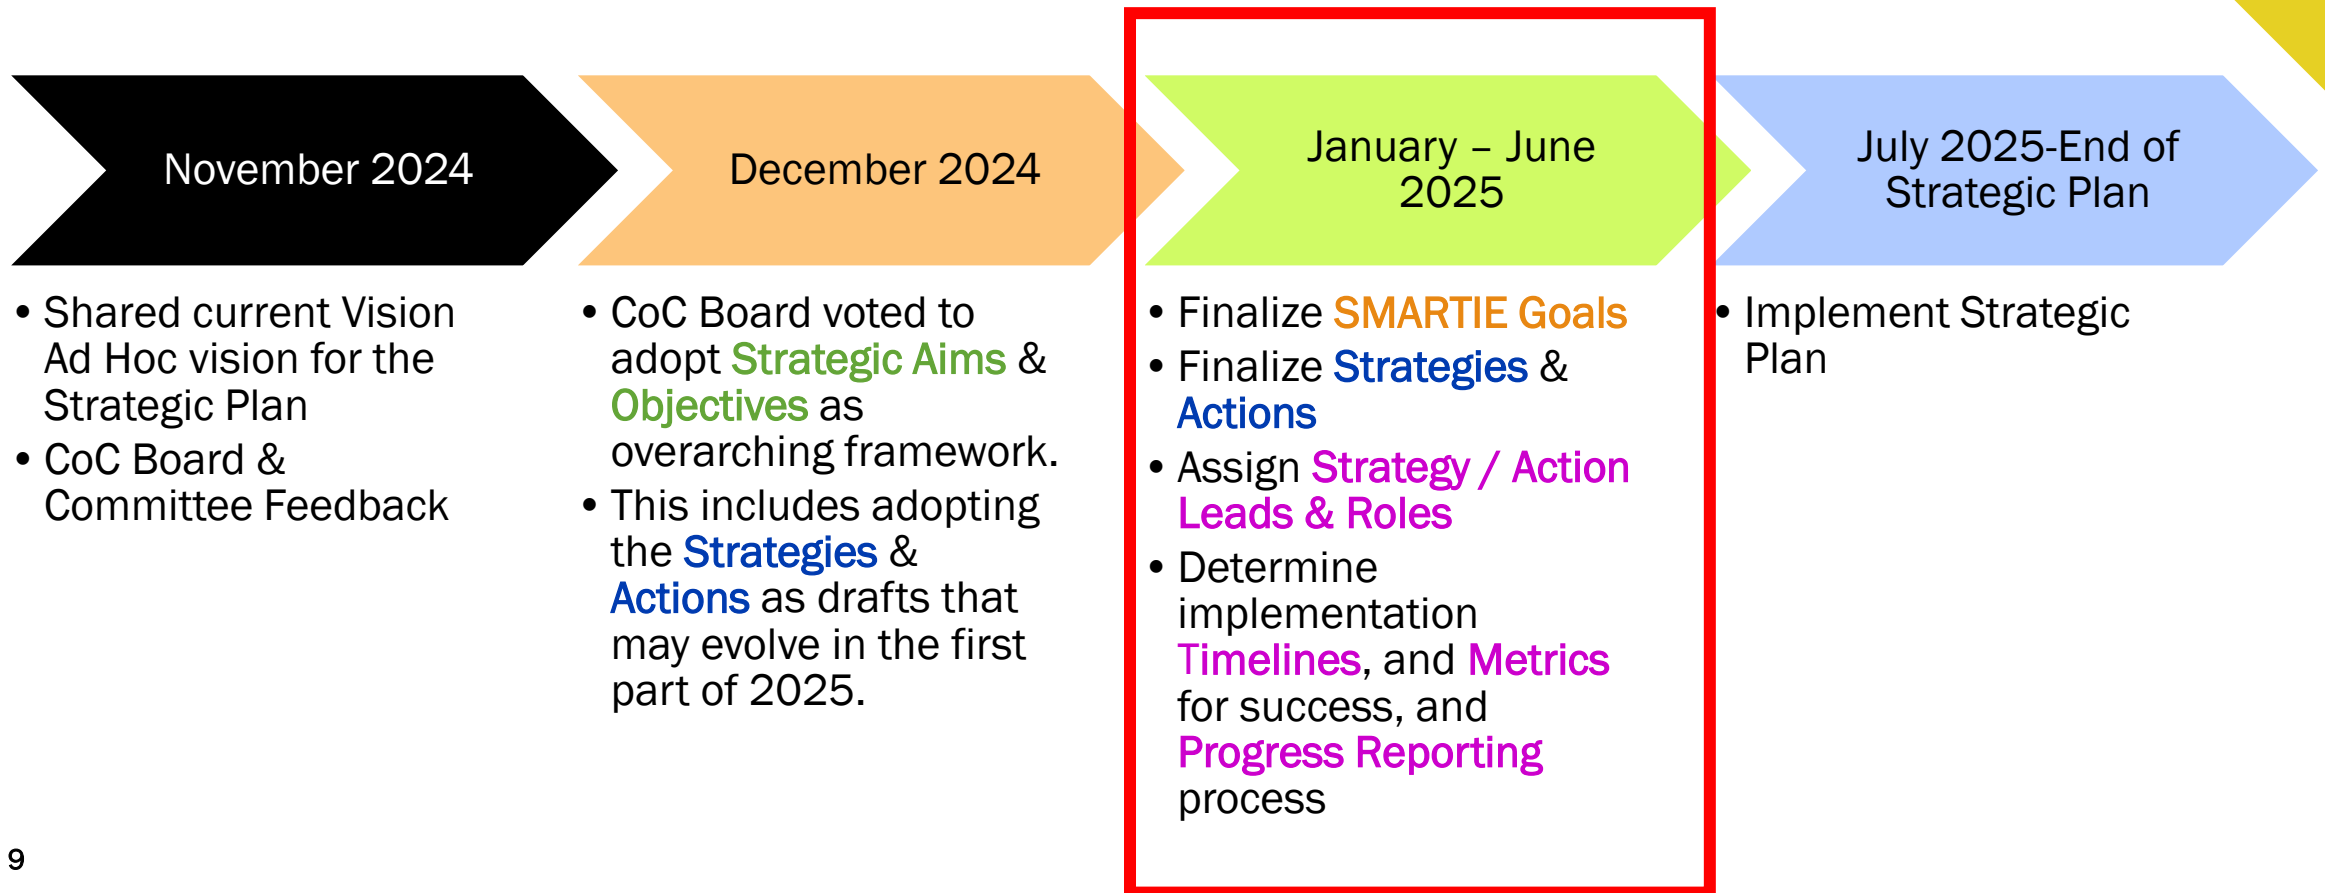 November 2024
• Shared current Vision
Ad Hoc vision for the
Strategic Plan
• CoC Board &
Committee Feedback
December 2024
• CoC Board voted to
adopt Strategic Aims &
Objectives as
overarching framework.
• This includes adopting
the Strategies &
Actions as drafts that
may evolve in the first
part of 2025.
January – June
2025
• Finalize SMARTIE Goals
• Finalize Strategies &
Actions
• Assign Strategy / Action
Leads & Roles
• Determine
implementation
Timelines, and Metrics
for success, and
Progress Reporting
process
July 2025-End of
Strategic Plan
• Implement Strategic
Plan
9